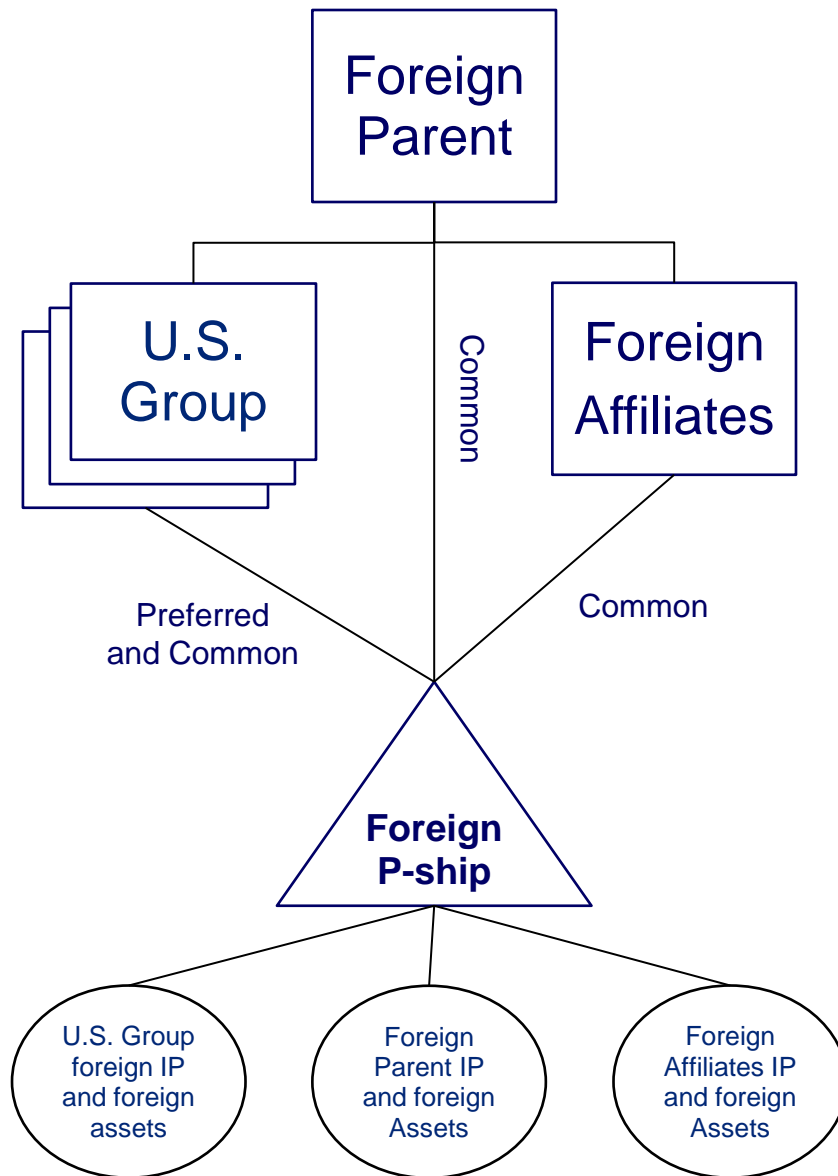 Foreign
Parent
U.S.
Group
Common
Foreign
Affiliates
Preferred
and Common
Common
Foreign
P-ship
U.S. Group
foreign IP
and foreign
assets
Foreign
Parent IP
and foreign
Assets
Foreign
Affiliates IP
and foreign
Assets